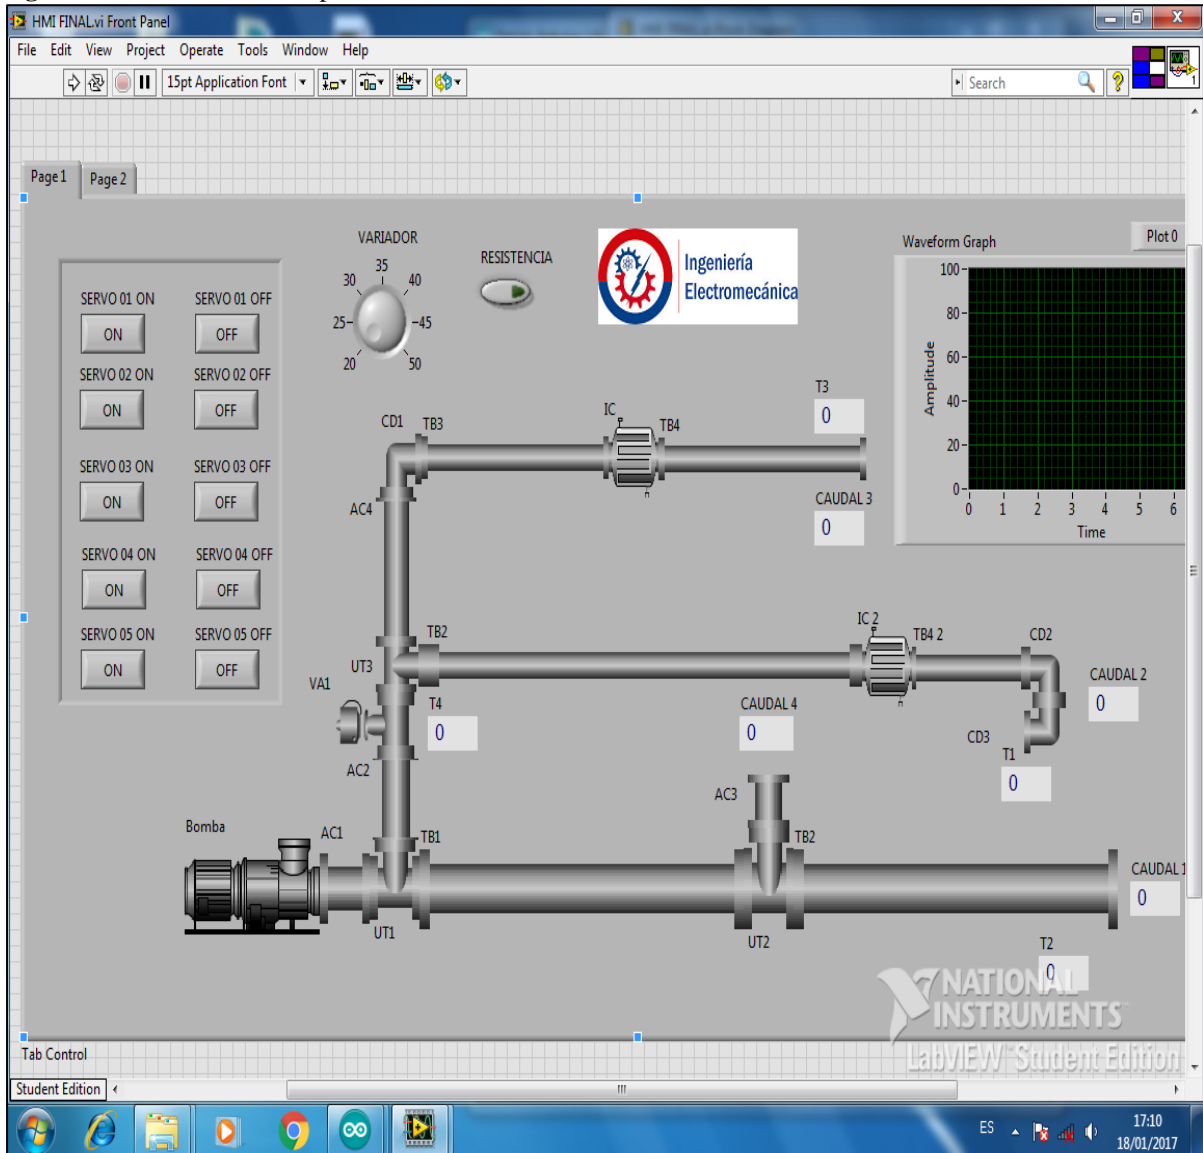 HMI FINAL.vi Front Panel
File Edit View Project Operate Tools Window Help
15pt Application Font
Search
1
Page 1 Page 2
VARIADOR
20 25 30 35 40 45 50
RESISTENCIA
Ingeniería
Electromecánica
Waveform Graph
Plot 0
SERVO 01 ON SERVO 01 OFF
ON OFF
SERVO 02 ON SERVO 02 OFF
ON OFF
SERVO 03 ON SERVO 03 OFF
ON OFF
SERVO 04 ON SERVO 04 OFF
ON OFF
SERVO 05 ON SERVO 05 OFF
ON OFF
Amplitude
100
80
60
40
20
0
0 1 2 3 4 5 6
Time
T3
0
CD1 TB3 IC TB4
AC4
CAUDAL 3
0
TB2 IC 2 TB4 2 CD2
UT3
VA1
T4
0
CAUDAL 4
0
CAUDAL 2
0
CD3
T1
0
AC2
AC3
Bomba AC1 TB1 TB2
CAUDAL 1
0
UT1 UT2
T2
0
NATIONAL
INSTRUMENTS
LabVIEW Student Edition
Tab Control
Student Edition
ES
17:10
18/01/2017